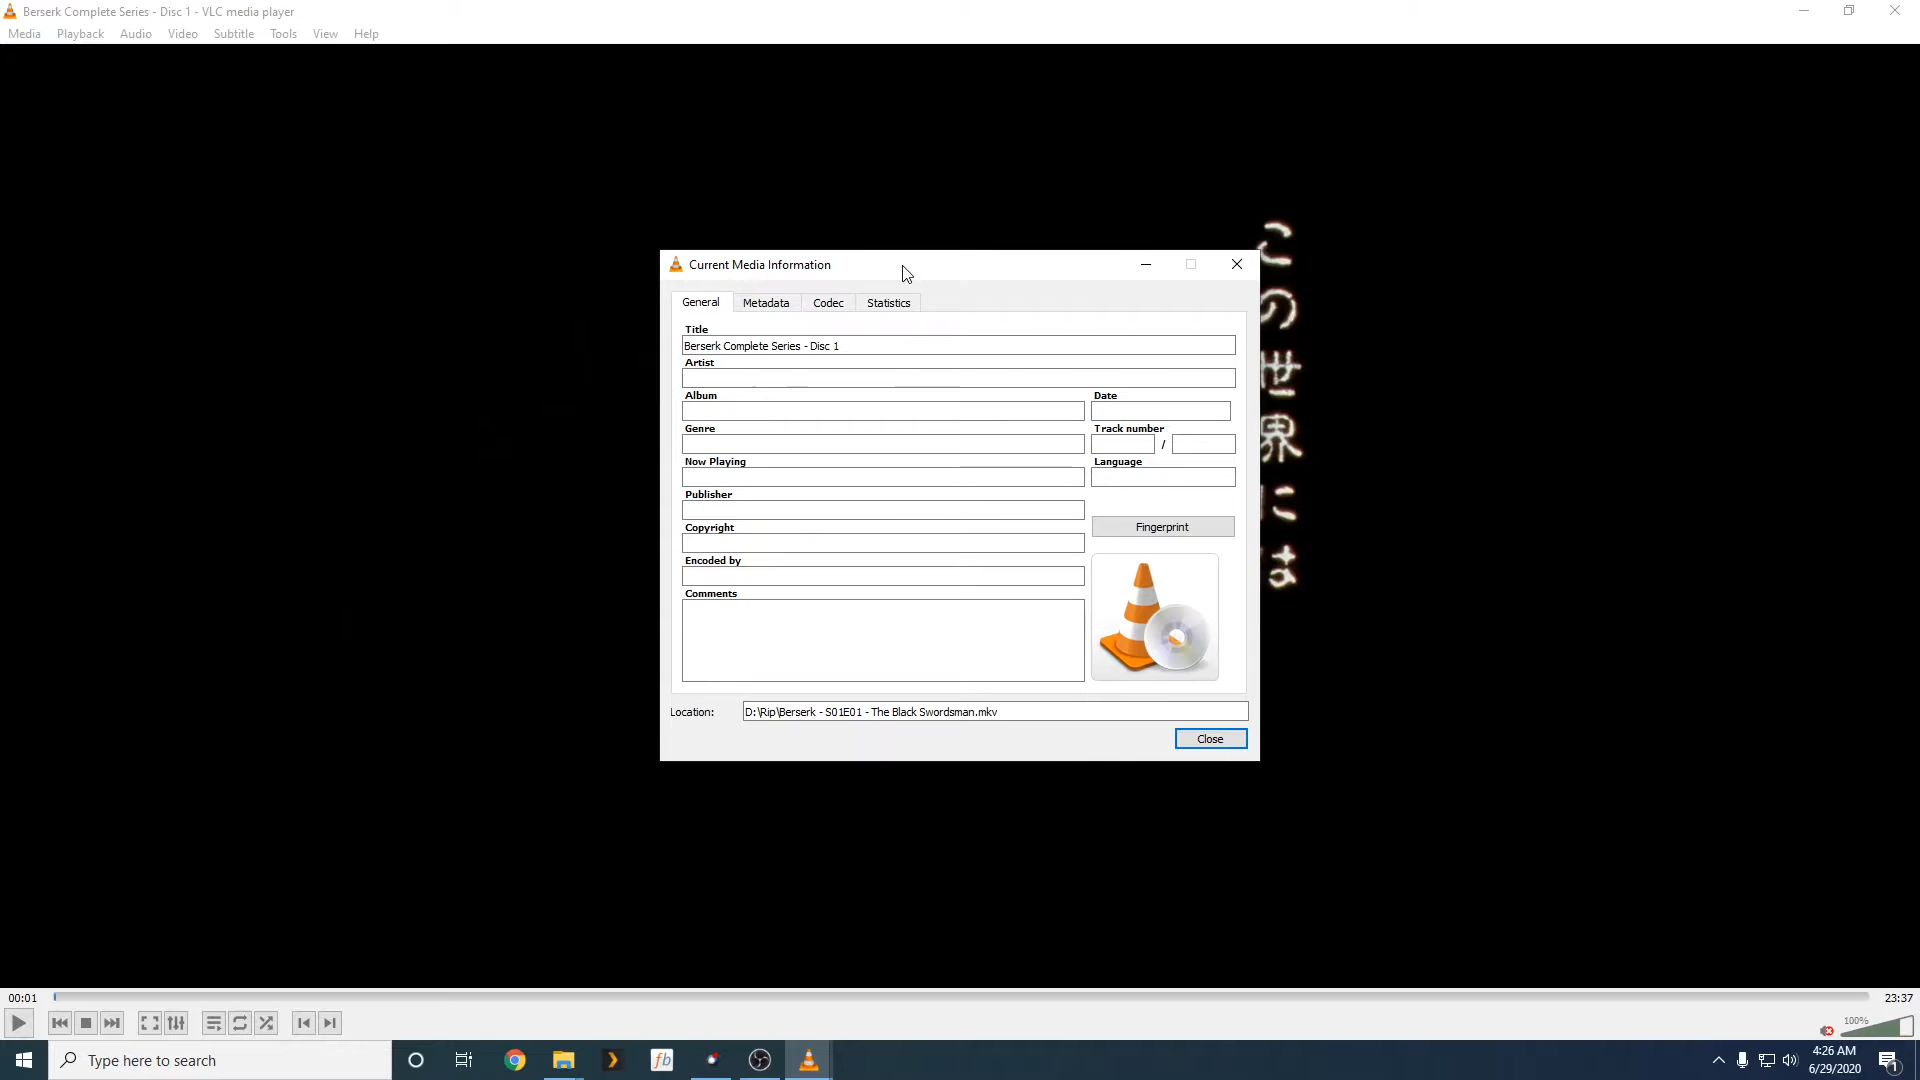 Berserk Complete Series - Disc 1 - VLC media player
Media Playback Audio Video Subtitle Tools View Help
この世界には
Current Media Information
General Metadata Codec Statistics
Title
Berserk Complete Series - Disc 1
Artist
Album Date
Genre Track number
/
Now Playing Language
Publisher
Copyright
Fingerprint
Encoded by
Comments
Location: D:\Rip\Berserk - S01E01 - The Black Swordsman.mkv
Close
00:01 23:37
100%
Type here to search
fb
4:26 AM
6/29/2020
1